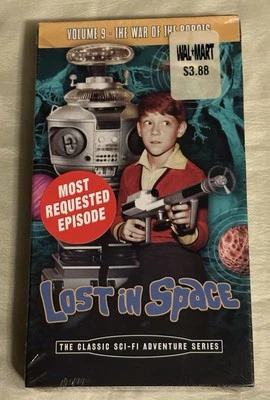 VOLUME 9 - THE WAR OF THE ROBOTS
WAL★MART
$3.88
MOST
REQUESTED
EPISODE
LOST IN SPACE
THE CLASSIC SCI-FI ADVENTURE SERIES